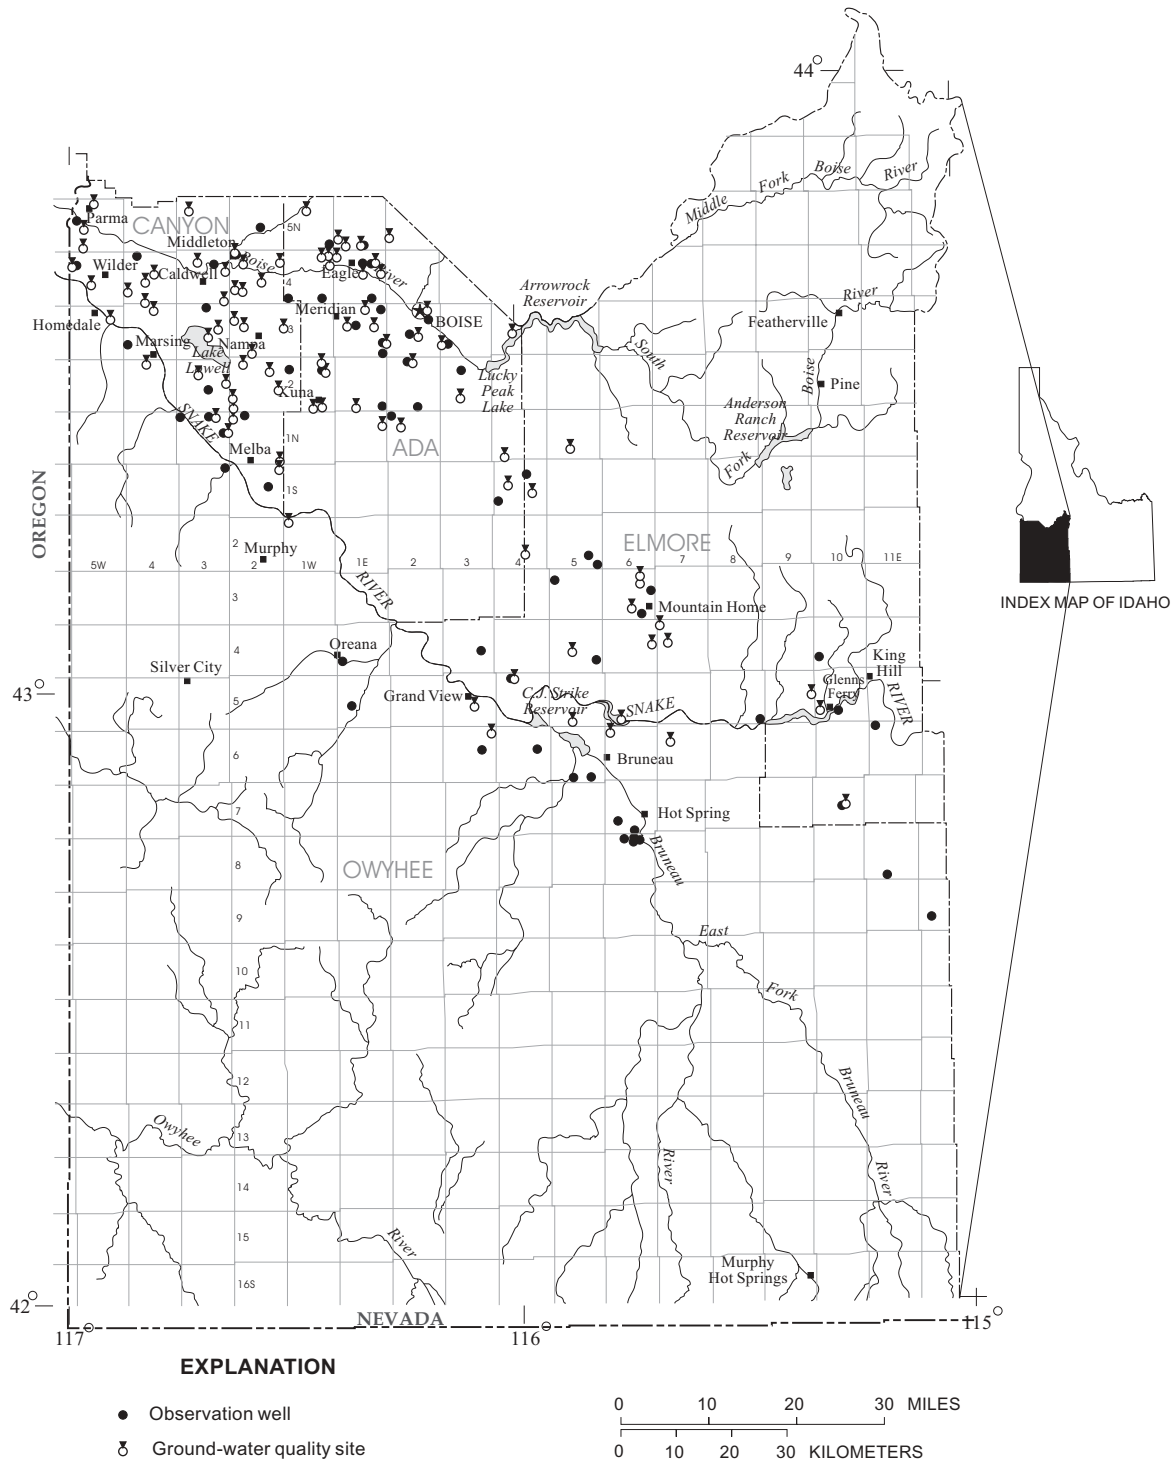 44°
Boise
River
Fork
Middle
Parma
CANYON
5N
Middleton
Boise
River
Wilder
Caldwell
Eagle
4
Arrowrock
Reservoir
River
Homedale
Meridian
BOISE
Featherville
3
Marsing
Nampa
Lake
Lowell
South
Lucky
Peak
Lake
Boise
Pine
2
Kuna
Anderson
Ranch
Reservoir
SNAKE
1N
ADA
Melba
Fork
1S
OREGON
2
Murphy
ELMORE
5W
4
3
2
1W
1E
2
3
4
5
6
7
8
9
10
11E
RIVER
3
Mountain Home
INDEX MAP OF IDAHO
4
Oreana
King
Hill
Silver City
Glenns
Ferry
43°
5
Grand View
C.J. Strike
Reservoir
SNAKE
RIVER
6
Bruneau
7
Hot Spring
8
OWYHEE
Bruneau
9
East
10
Fork
11
12
Bruneau
Owyhee
13
River
River
14
15
River
Murphy
Hot Springs
16S
42°
NEVADA
117°
116°
115°
EXPLANATION
Observation well
Ground-water quality site
0 10 20 30 MILES
0 10 20 30 KILOMETERS